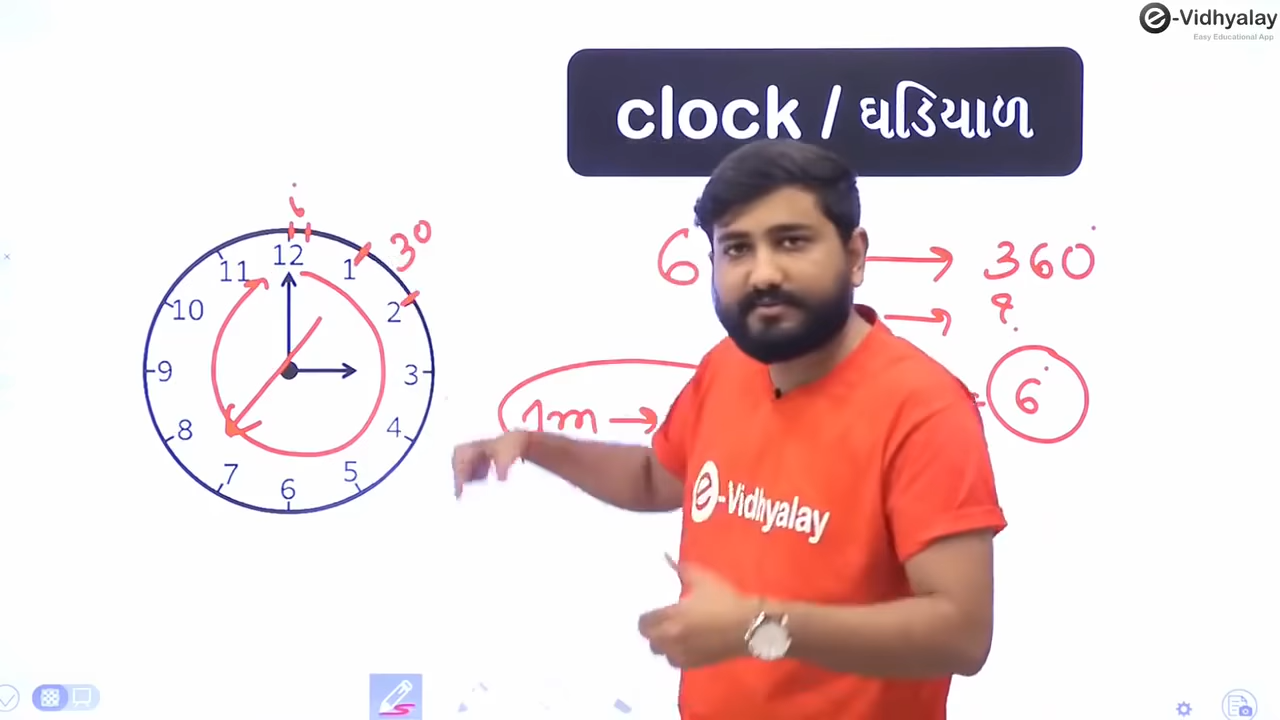 e-Vidhyalay
Easy Educational App
clock / ઘડિયાળ
6°
30
12
11
1
10
2
9
3
8
4
7
5
6
6 → 360°
→ ?°
1m →
= 6°
e-Vidhyalay